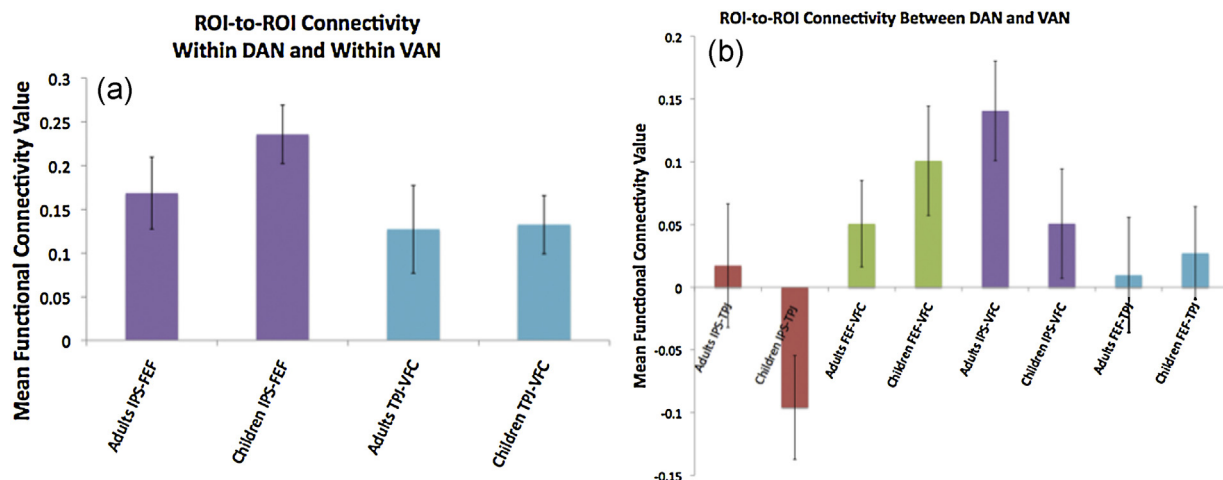 ROI-to-ROI Connectivity
Within DAN and Within VAN
(a)
Mean Functional Connectivity Value
0.3
0.25
0.2
0.15
0.1
0.05
0
Adults IPS-FEF
Children IPS-FEF
Adults TPJ-VFC
Children TPJ-VFC
ROI-to-ROI Connectivity Between DAN and VAN
(b)
Mean Functional Connectivity Value
0.2
0.15
0.1
0.05
0
-0.05
-0.1
-0.15
Adults IPS-TPJ
Children IPS-TPJ
Adults FEF-VFC
Children FEF-VFC
Adults IPS-VFC
Children IPS-VFC
Adults FEF-TPJ
Children FEF-TPJ